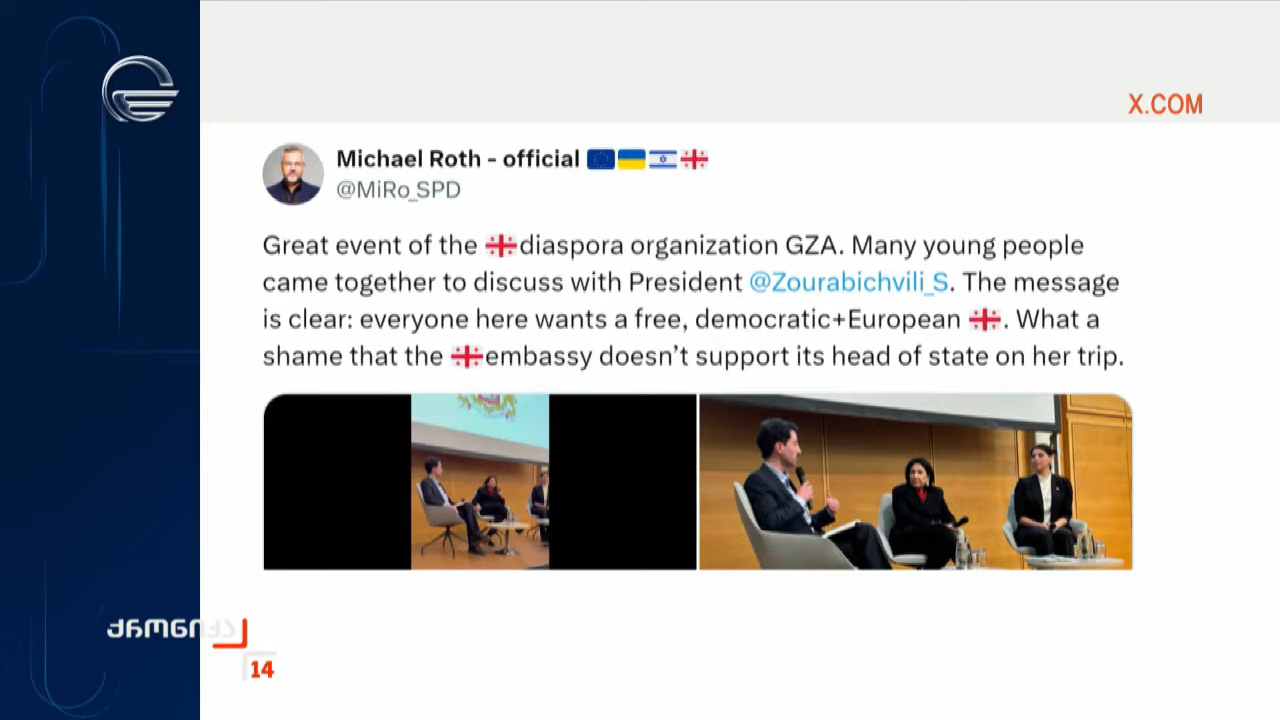 X.COM
Michael Roth - official 🇪🇺🇺🇦🇮🇱🇬🇪
@MiRo_SPD
Great event of the 🇬🇪diaspora organization GZA. Many young people
came together to discuss with President @Zourabichvili_S. The message
is clear: everyone here wants a free, democratic+European 🇬🇪. What a
shame that the 🇬🇪embassy doesn't support its head of state on her trip.
ქრონიკა
14